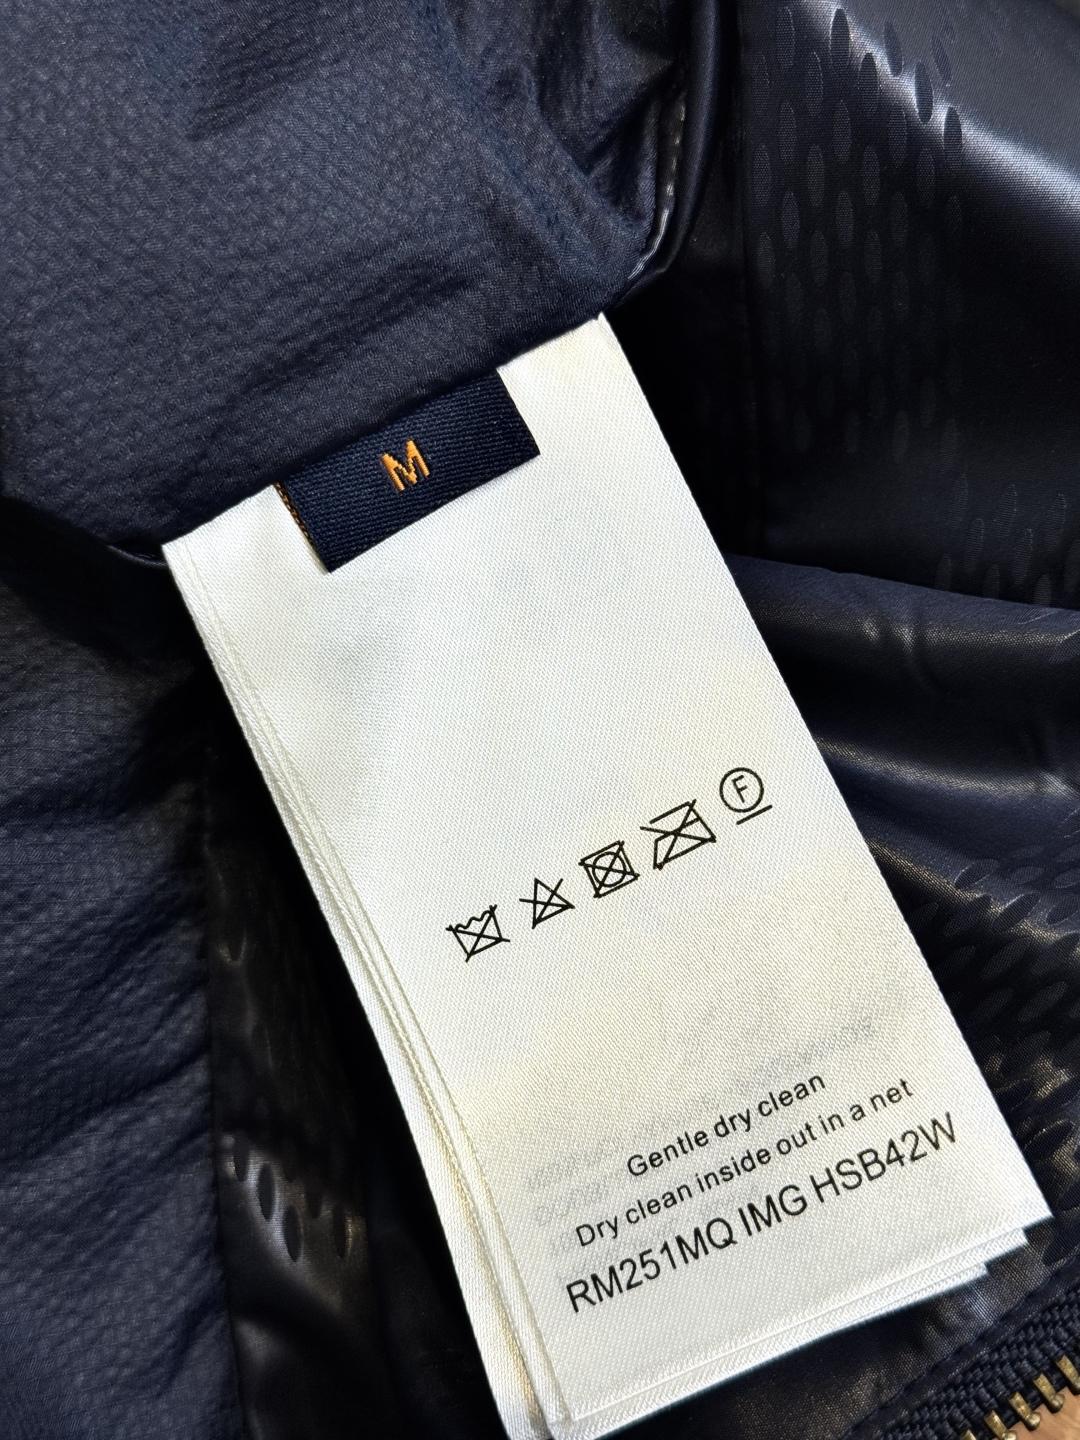 M
F
Gentle dry clean
Dry clean inside out in a net
RM251MQ IMG HSB42W